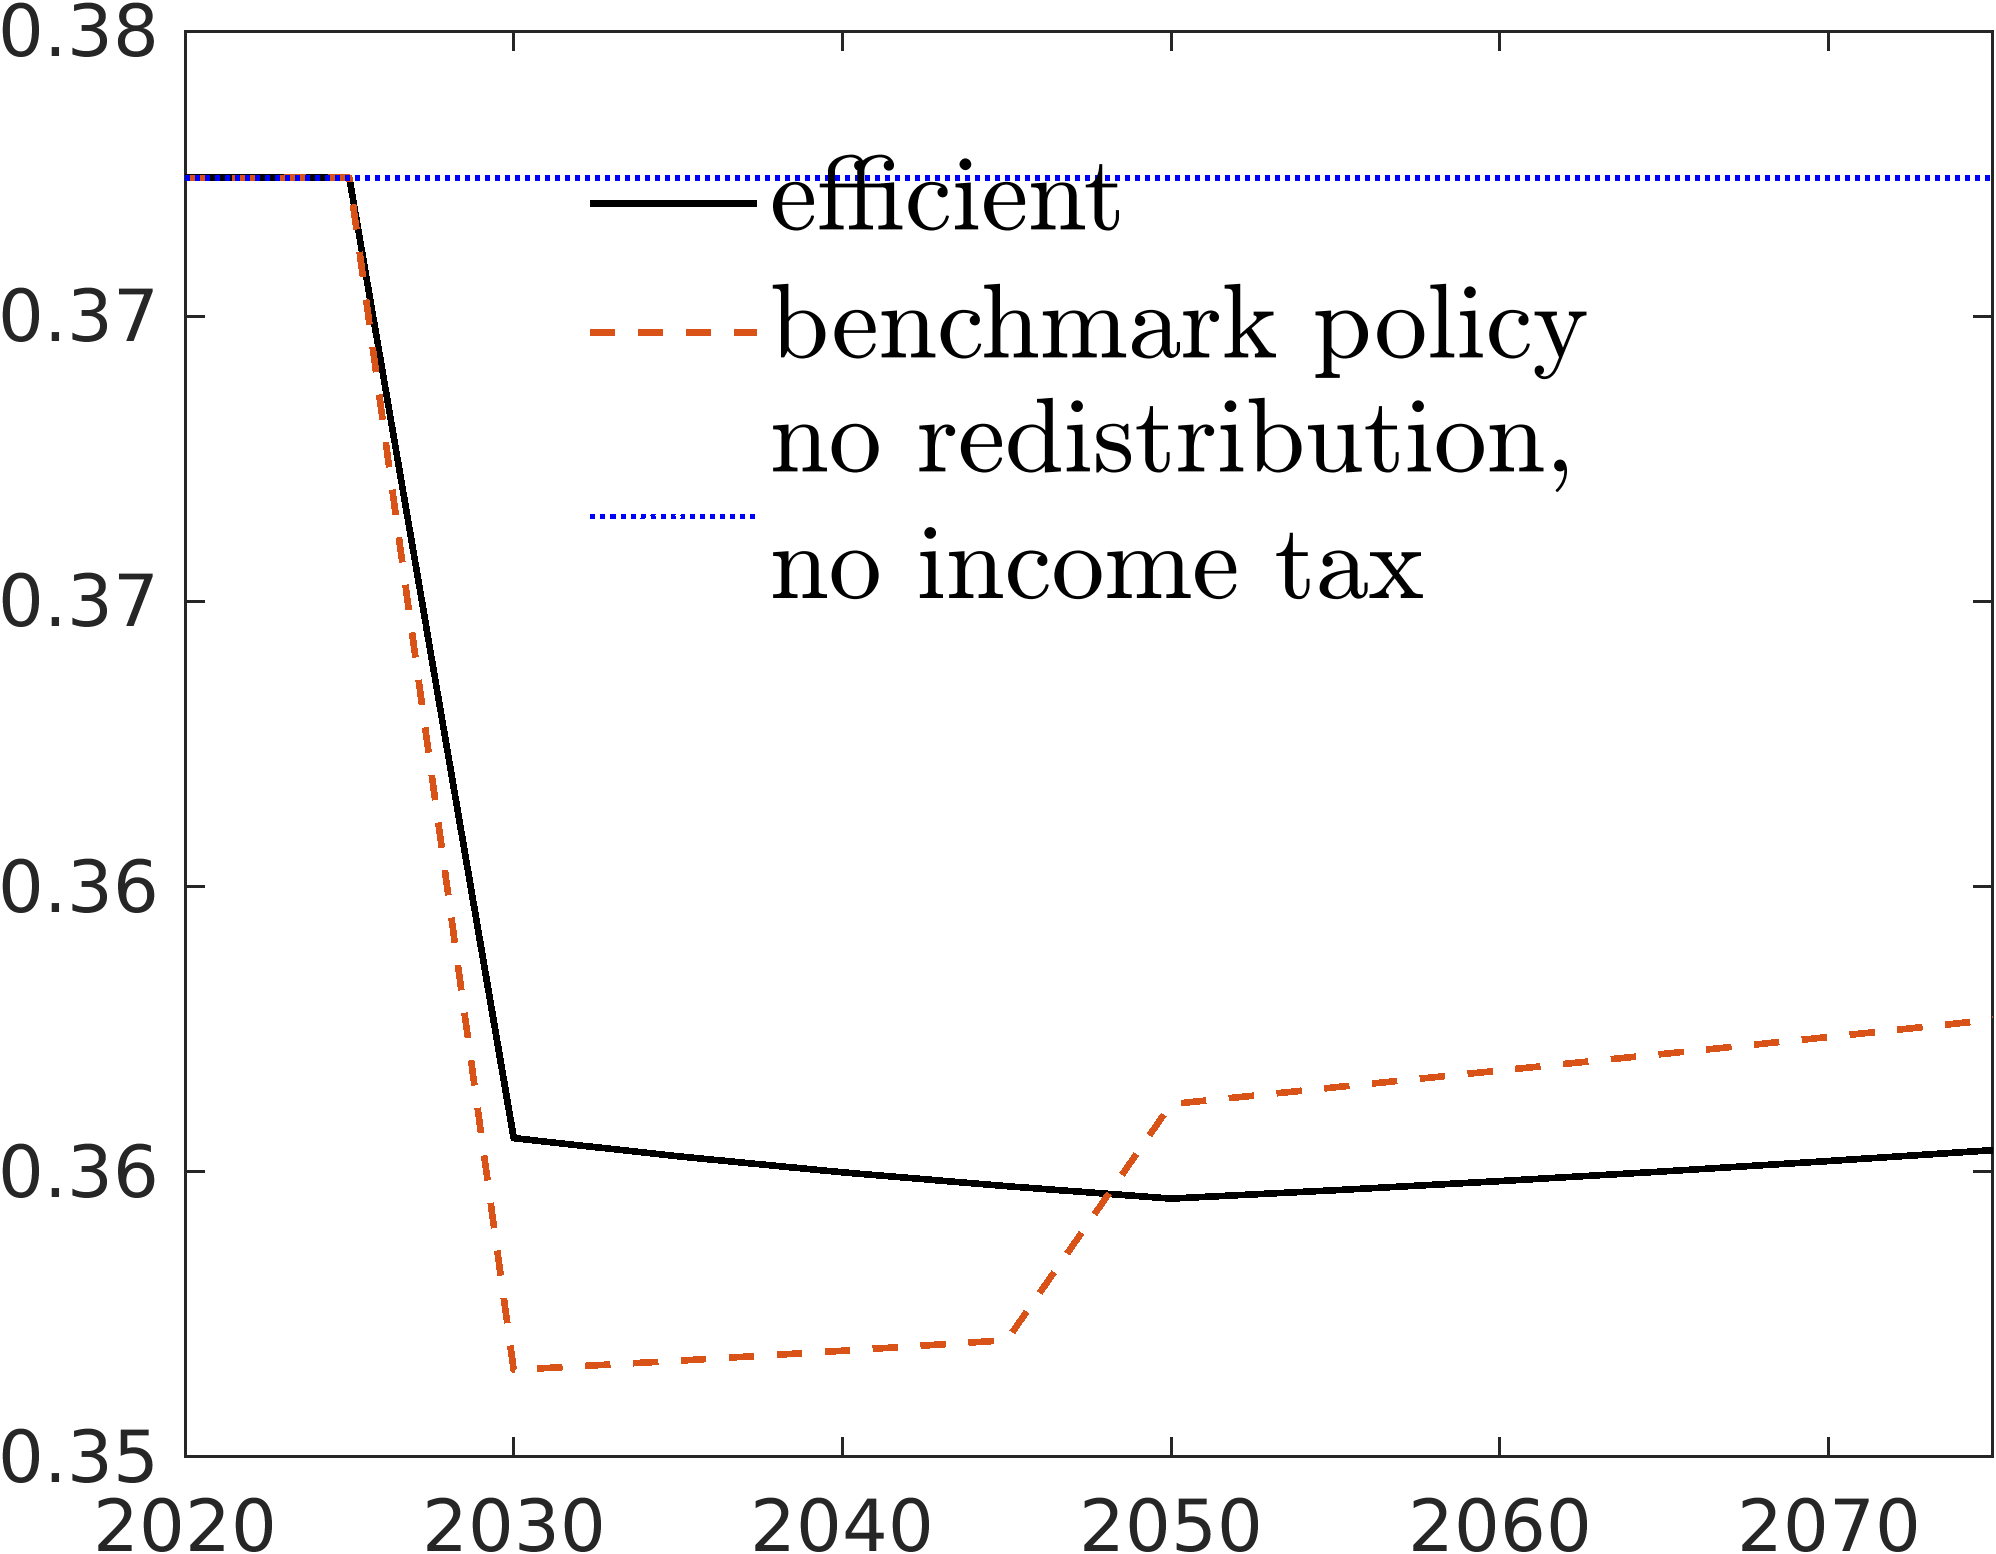 0.38
efficient
0.37
benchmark policy
no redistribution,
no income tax
0.37
0.36
0.36
0.35
2020 2030 2040 2050 2060 2070